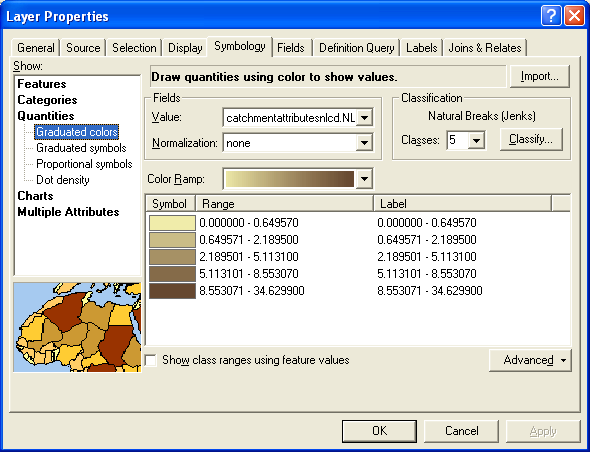 Layer Properties
General Source Selection Display Symbology Fields Definition Query Labels Joins & Relates
Show:
Features
Categories
Quantities
Graduated colors
Graduated symbols
Proportional symbols
Dot density
Charts
Multiple Attributes
Draw quantities using color to show values.
Import...
Fields
Value: catchmentattributesnlcd.NL
Normalization: none
Classification
Natural Breaks (Jenks)
Classes: 5 Classify...
Color Ramp:
Symbol Range Label
0.000000 - 0.649570 0.000000 - 0.649570
0.649571 - 2.189500 0.649571 - 2.189500
2.189501 - 5.113100 2.189501 - 5.113100
5.113101 - 8.553070 5.113101 - 8.553070
8.553071 - 34.629900 8.553071 - 34.629900
Show class ranges using feature values
Advanced
OK Cancel Apply